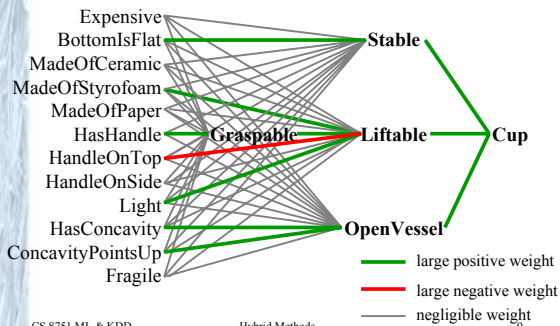 Expensive
BottomIsFlat
MadeOfCeramic
MadeOfStyrofoam
MadeOfPaper
HasHandle
HandleOnTop
HandleOnSide
Light
HasConcavity
ConcavityPointsUp
Fragile
Graspable
Stable
Liftable
OpenVessel
Cup
large positive weight
large negative weight
negligible weight
CS 8751 ML & KDD
Hybrid Methods
9